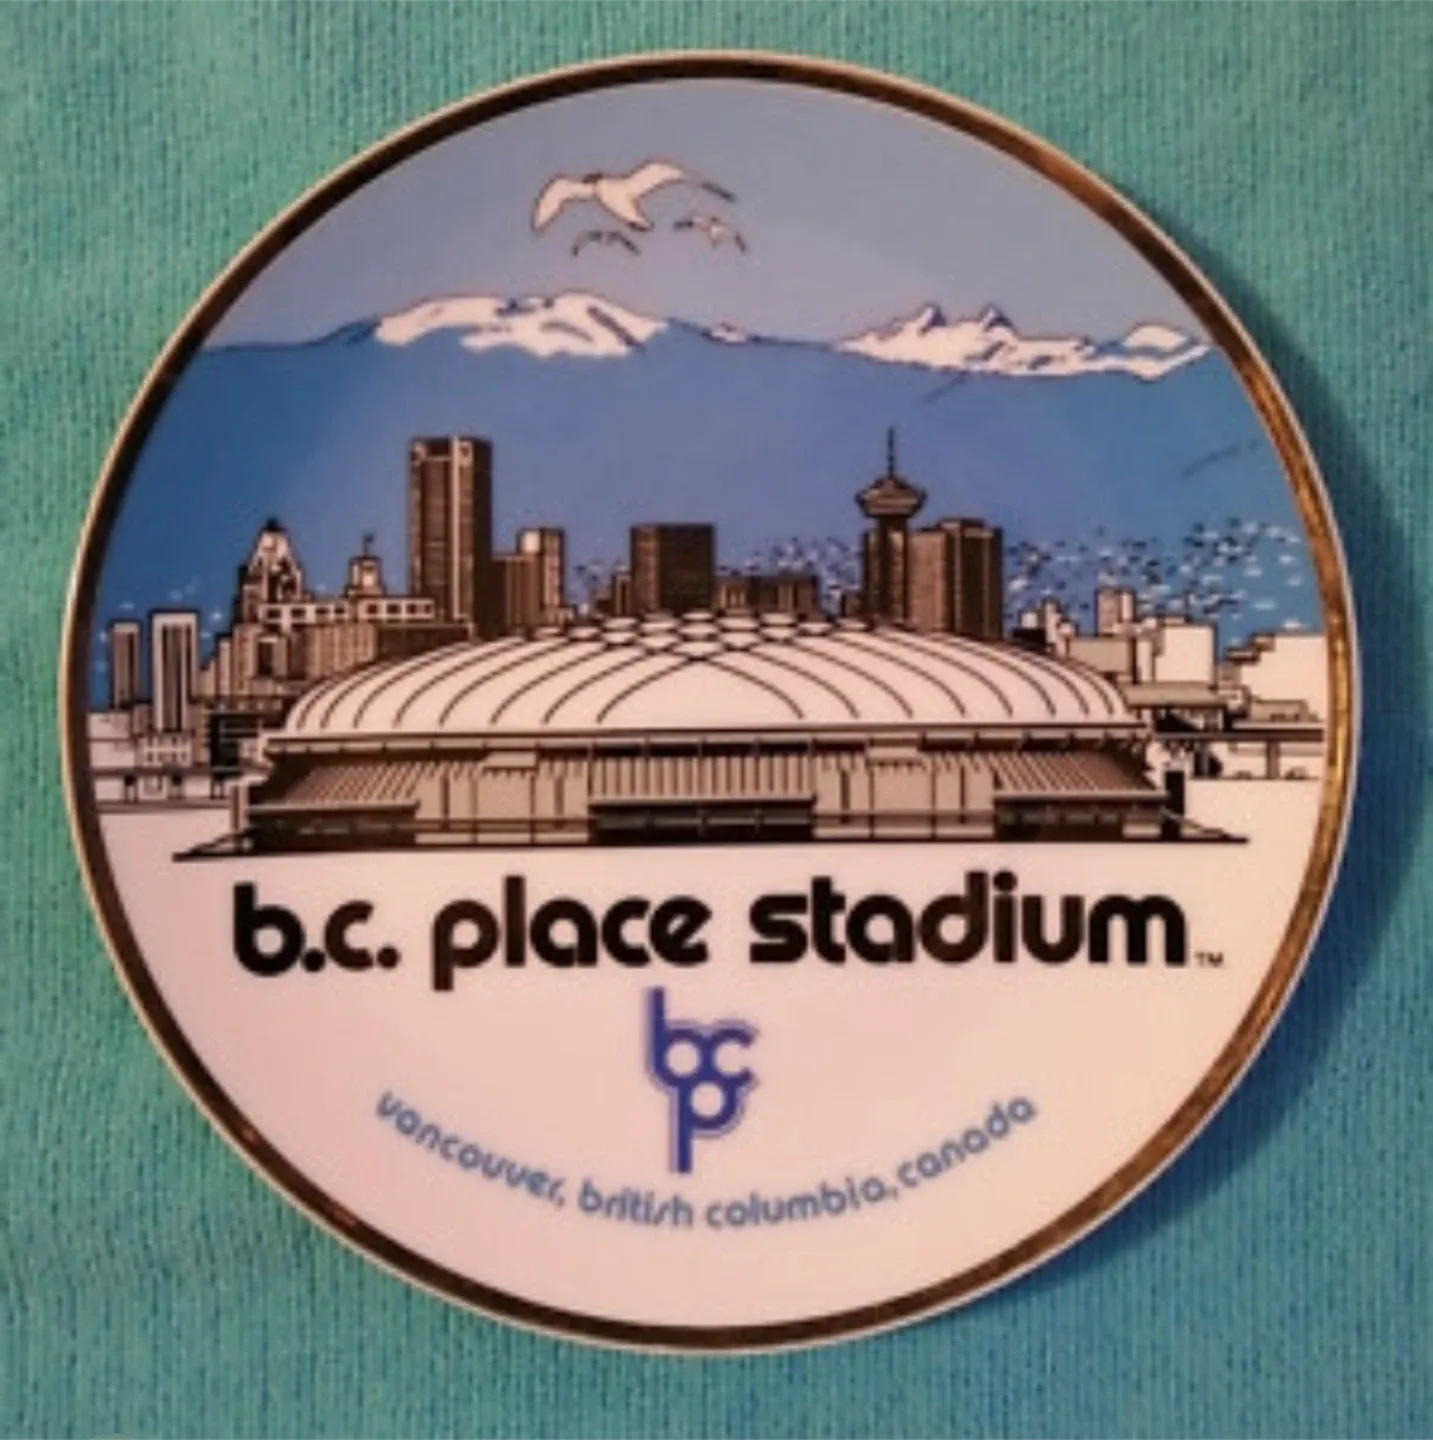 b.c. place stadium™
bcp
vancouver, british columbia, canada